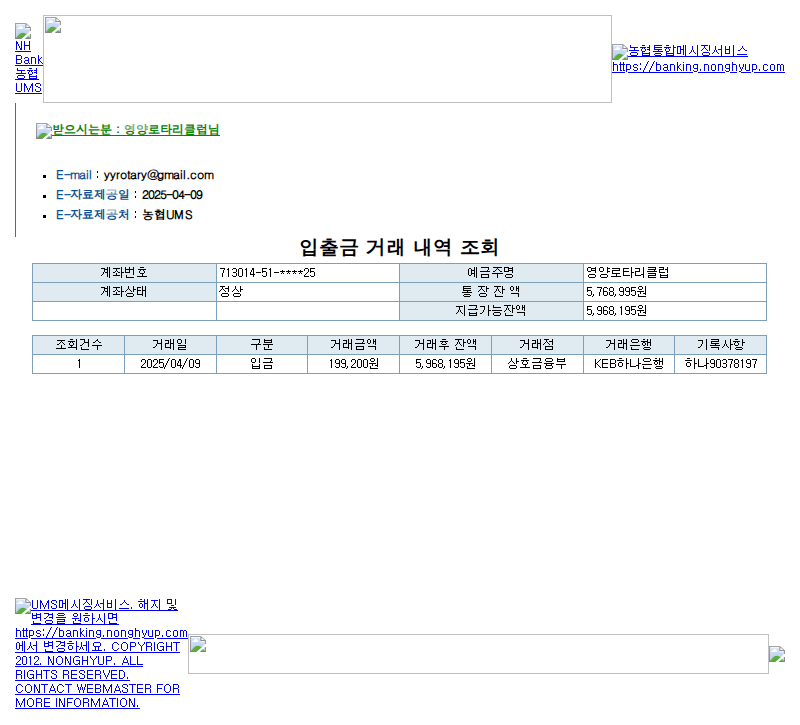 NH
Bank
농협
UMS
농협통합메시징서비스
https://banking.nonghyup.com
받으시는분 : 영양로타리클럽님
E-mail : yyrotary@gmail.com
E-자료제공일 : 2025-04-09
E-자료제공처 : 농협UMS
입출금 거래 내역 조회
계좌번호 713014-51-****25 예금주명 영양로타리클럽
계좌상태 정상 통 장 잔 액 5,768,995원
지급가능잔액 5,968,195원
조회건수 거래일 구분 거래금액 거래후 잔액 거래점 거래은행 기록사항
1 2025/04/09 입금 199,200원 5,968,195원 상호금융부 KEB하나은행 하나90378197
UMS메시징서비스, 해지 및
변경을 원하시면
https://banking.nonghyup.com
에서 변경하세요. COPYRIGHT
2012. NONGHYUP. ALL
RIGHTS RESERVED.
CONTACT WEBMASTER FOR
MORE INFORMATION.